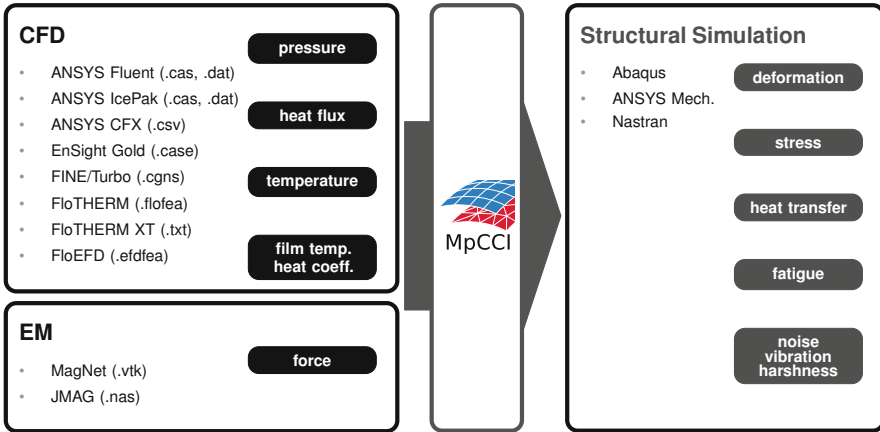 CFD
• ANSYS Fluent (.cas, .dat)
• ANSYS IcePak (.cas, .dat)
• ANSYS CFX (.csv)
• EnSight Gold (.case)
• FINE/Turbo (.cgns)
• FloTHERM (.flofea)
• FloTHERM XT (.txt)
• FloEFD (.efdfea)
pressure
heat flux
temperature
film temp.
heat coeff.
EM
• MagNet (.vtk)
• JMAG (.nas)
force
MpCCI
Structural Simulation
• Abaqus
• ANSYS Mech.
• Nastran
deformation
stress
heat transfer
fatigue
noise
vibration
harshness